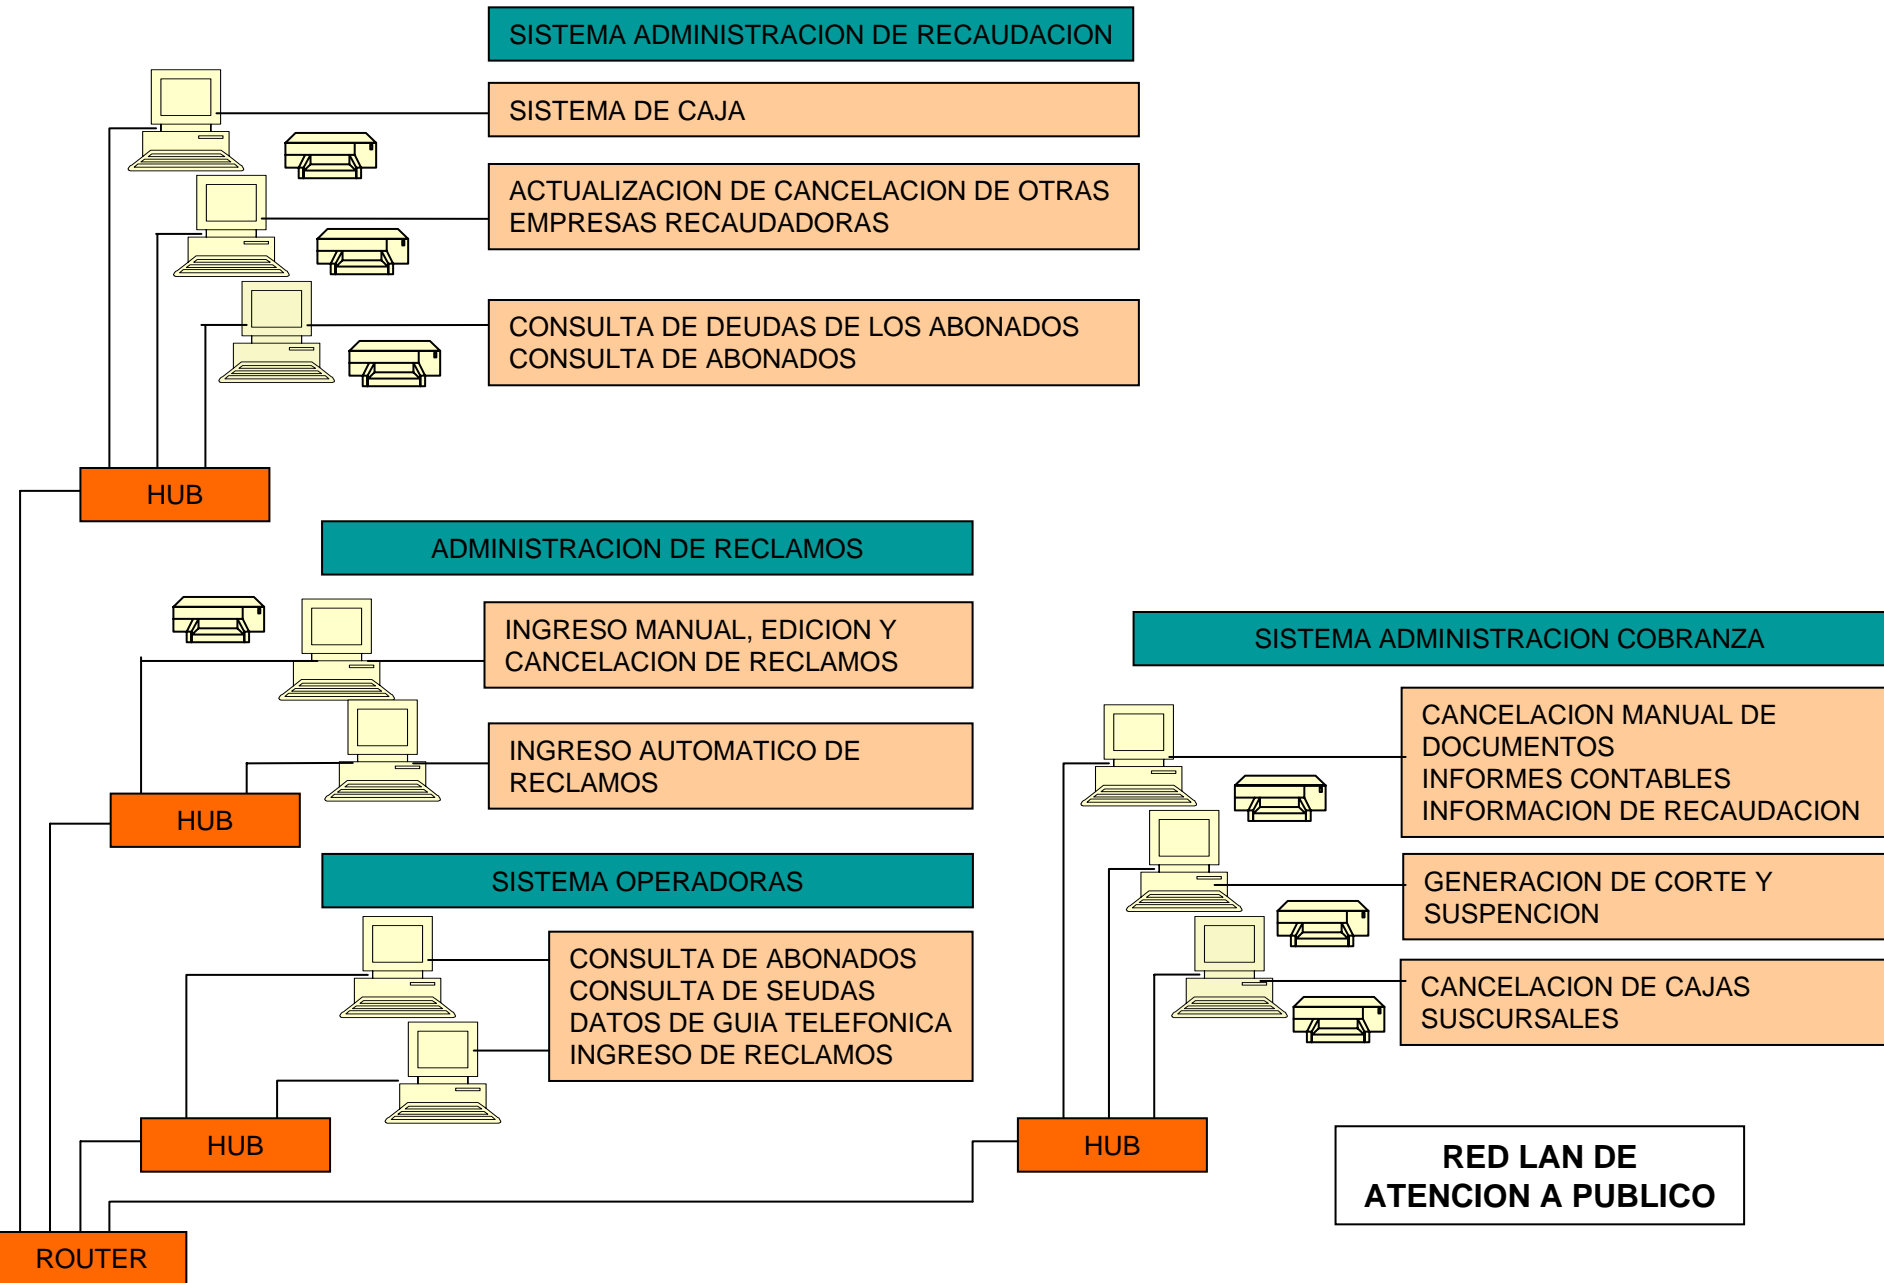 SISTEMA ADMINISTRACION DE RECAUDACION
SISTEMA DE CAJA
ACTUALIZACION DE CANCELACION DE OTRAS
EMPRESAS RECAUDADORAS
CONSULTA DE DEUDAS DE LOS ABONADOS
CONSULTA DE ABONADOS
HUB
ADMINISTRACION DE RECLAMOS
INGRESO MANUAL, EDICION Y
CANCELACION DE RECLAMOS
INGRESO AUTOMATICO DE
RECLAMOS
HUB
SISTEMA OPERADORAS
CONSULTA DE ABONADOS
CONSULTA DE SEUDAS
DATOS DE GUIA TELEFONICA
INGRESO DE RECLAMOS
HUB
SISTEMA ADMINISTRACION COBRANZA
CANCELACION MANUAL DE
DOCUMENTOS
INFORMES CONTABLES
INFORMACION DE RECAUDACION
GENERACION DE CORTE Y
SUSPENCION
CANCELACION DE CAJAS
SUSCURSALES
HUB
RED LAN DE
ATENCION A PUBLICO
ROUTER